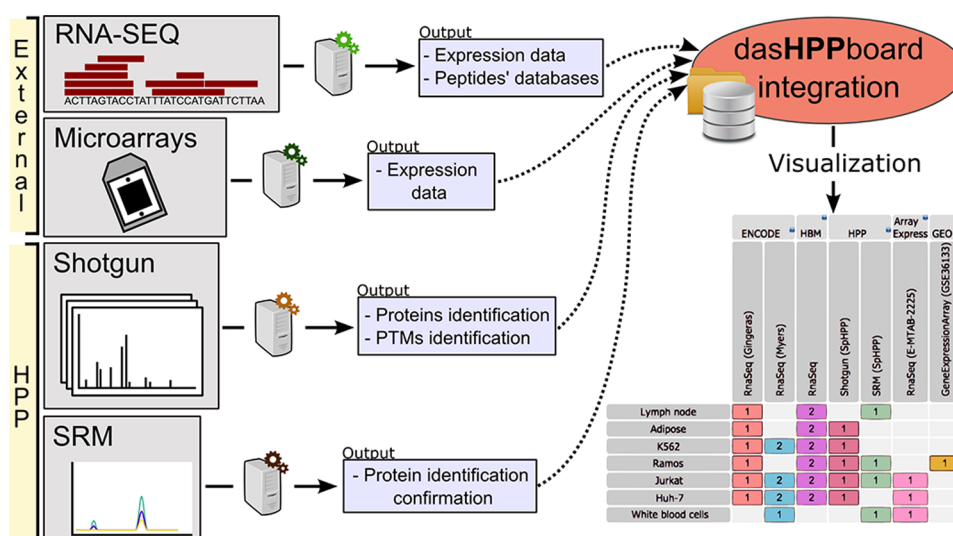 External
RNA-SEQ
ACTTAGTACCTATTTATCCATGATTCTTAA
Output
- Expression data
- Peptides' databases
Microarrays
Output
- Expression
data
HPP
Shotgun
Output
- Proteins identification
- PTMs identification
SRM
Output
- Protein identification
confirmation
dasHPPboard
integration
Visualization
ENCODE HBM HPP Array Express GEO
RnaSeq (Gingeras)
RnaSeq (Myers)
RnaSeq
Shotgun (SpHPP)
SRM (SpHPP)
RnaSeq (E-MTAB-2225)
GeneExpressionArray (GSE36133)
Lymph node 1 2 1
Adipose 1 2 1
K562 1 2 2 1
Ramos 1 2 1 1 1
Jurkat 1 2 2 1 1 1
Huh-7 1 2 2 1 1
White blood cells 1 1 1